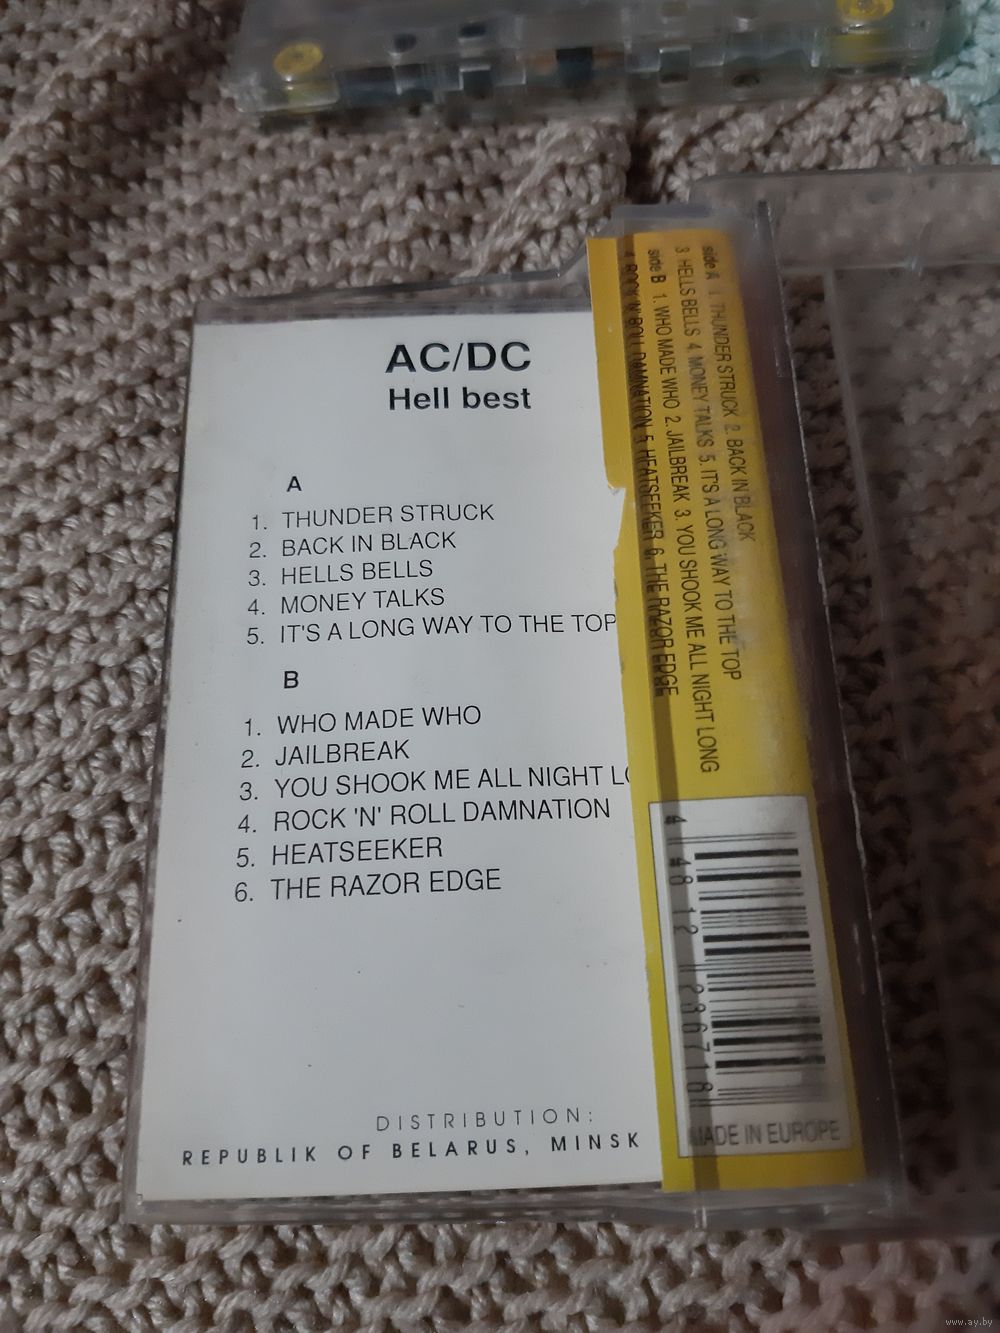 AC/DC
Hell best
A
1. THUNDER STRUCK
2. BACK IN BLACK
3. HELLS BELLS
4. MONEY TALKS
5. IT'S A LONG WAY TO THE TOP
B
1. WHO MADE WHO
2. JAILBREAK
3. YOU SHOOK ME ALL NIGHT LO
4. ROCK 'N' ROLL DAMNATION
5. HEATSEEKER
6. THE RAZOR EDGE
DISTRIBUTION:
REPUBLIK OF BELARUS, MINSK
side A 1. THUNDER STRUCK 2. BACK IN BLACK
3 HELLS BELLS 4. MONEY TALKS 5. IT'S A LONG WAY TO THE TOP
side B 1. WHO MADE WHO 2. JAILBREAK 3. YOU SHOOK ME ALL NIGHT LONG
4. ROCK 'N' ROLL DAMNATION 5 HEATSEEKER 6. THE RAZOR EDGE
MADE IN EUROPE
www.ay.by